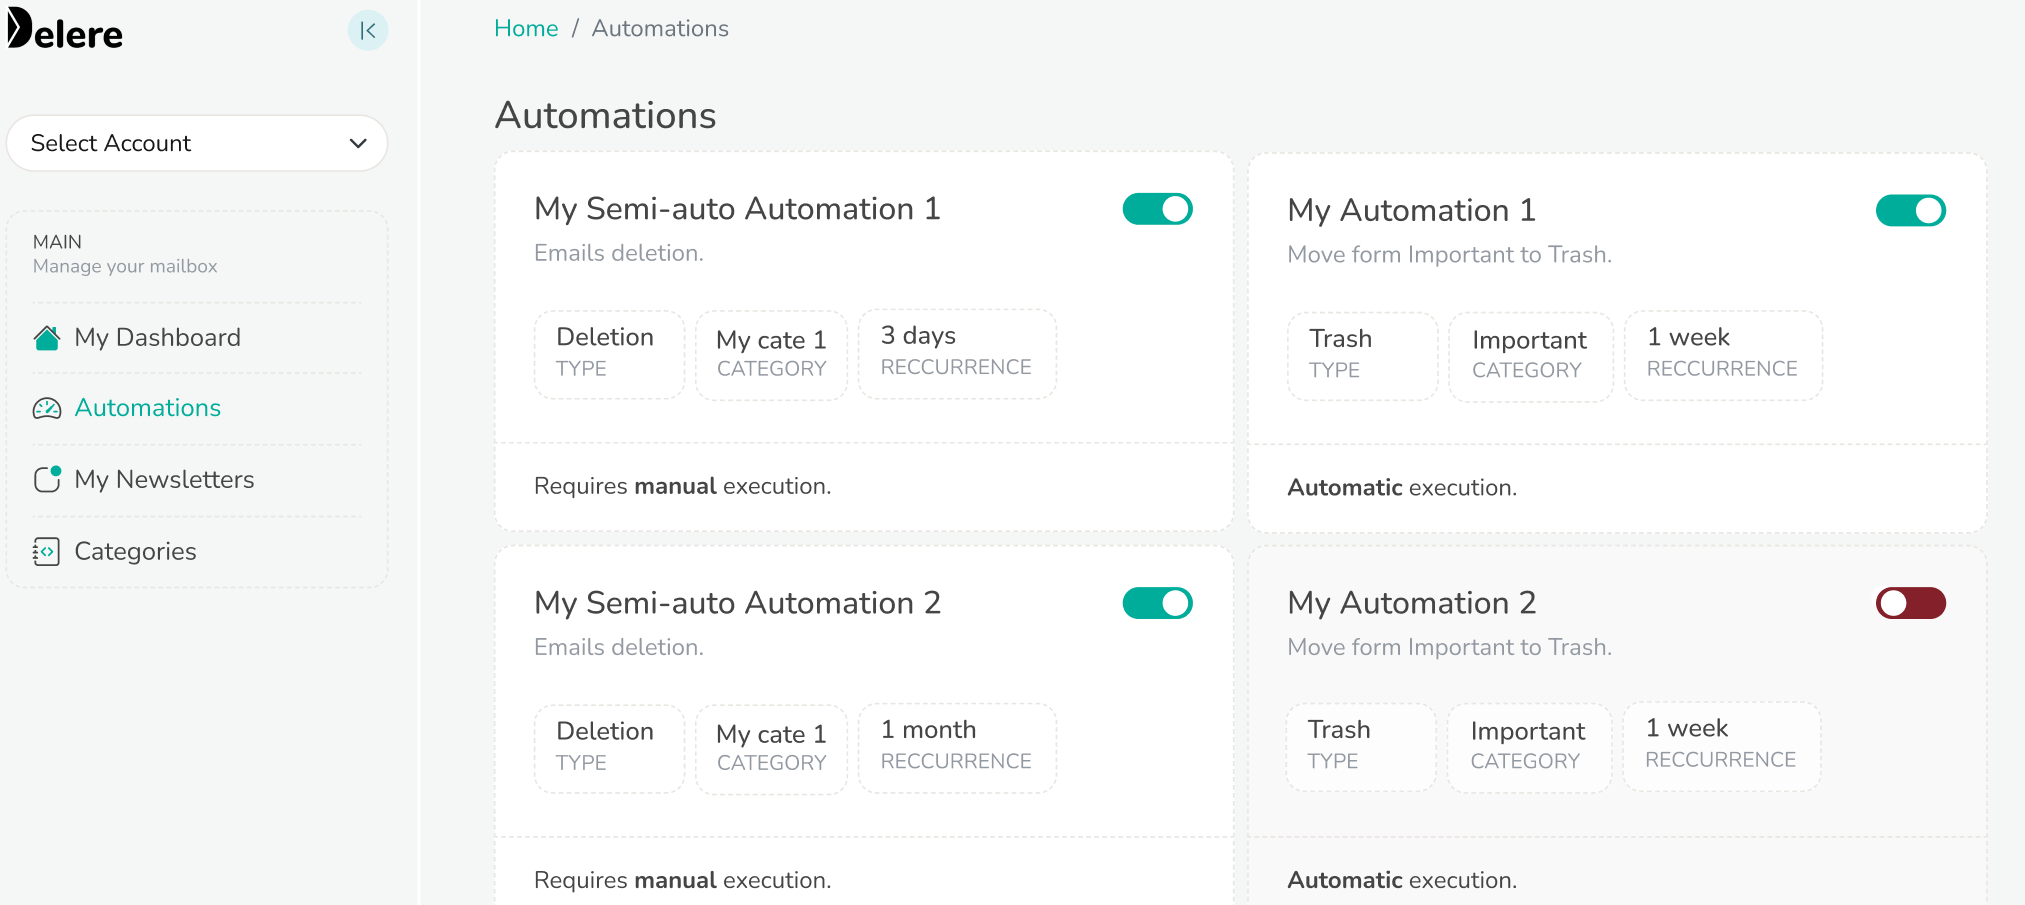 Delere
Select Account
MAIN
Manage your mailbox
My Dashboard
Automations
My Newsletters
Categories
Home / Automations
Automations
My Semi-auto Automation 1
Emails deletion.
Deletion
TYPE
My cate 1
CATEGORY
3 days
RECCURRENCE
Requires manual execution.
My Automation 1
Move form Important to Trash.
Trash
TYPE
Important
CATEGORY
1 week
RECCURRENCE
Automatic execution.
My Semi-auto Automation 2
Emails deletion.
Deletion
TYPE
My cate 1
CATEGORY
1 month
RECCURRENCE
Requires manual execution.
My Automation 2
Move form Important to Trash.
Trash
TYPE
Important
CATEGORY
1 week
RECCURRENCE
Automatic execution.